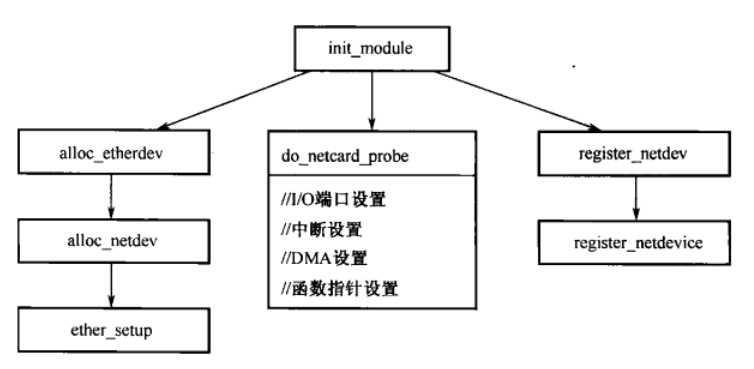 init_module
alloc_etherdev
do_netcard_probe
register_netdev
//I/O端口设置
//中断设置
//DMA设置
//函数指针设置
alloc_netdev
register_netdevice
ether_setup